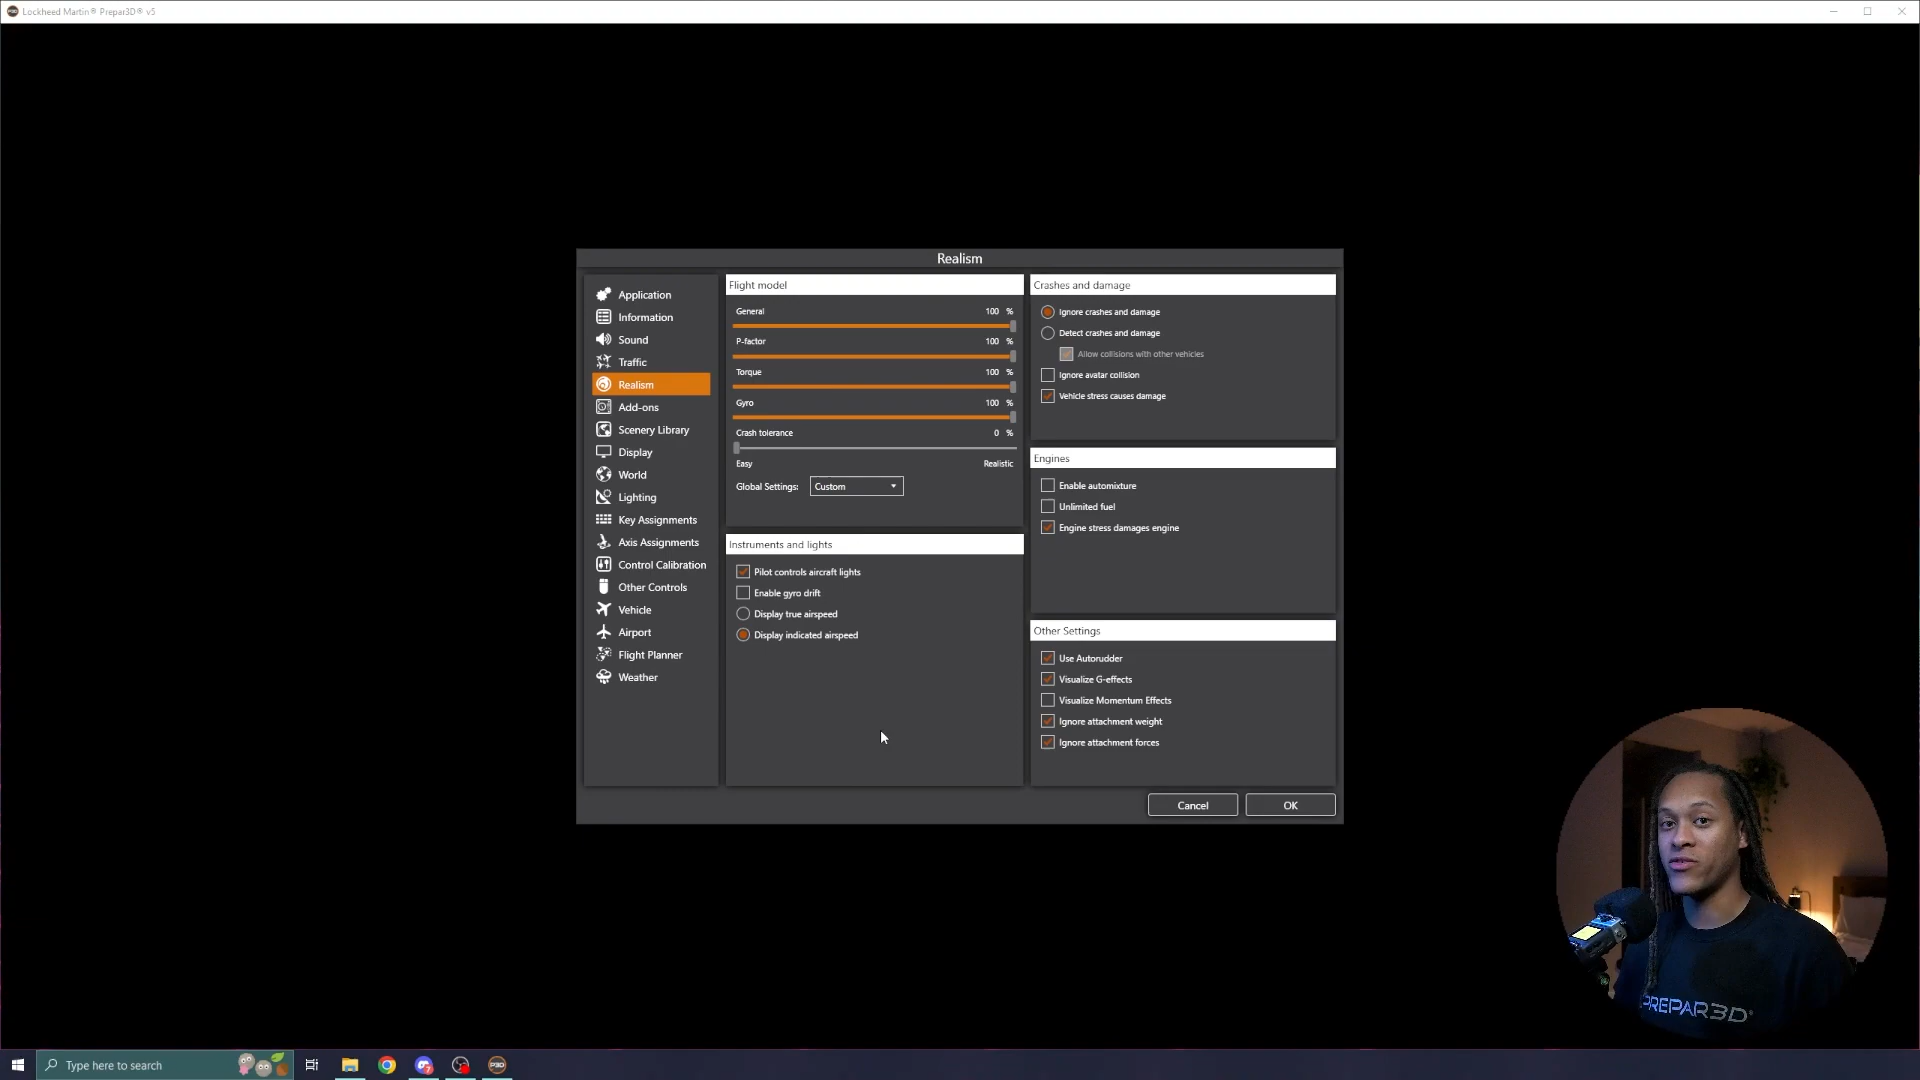 Lockheed Martin® Prepar3D® v5
Realism
Application
Information
Sound
Traffic
Realism
Add-ons
Scenery Library
Display
World
Lighting
Key Assignments
Axis Assignments
Control Calibration
Other Controls
Vehicle
Airport
Flight Planner
Weather
Flight model
General 100 %
P-factor 100 %
Torque 100 %
Gyro 100 %
Crash tolerance 0 %
Easy Realistic
Global Settings: Custom
Instruments and lights
Pilot controls aircraft lights
Enable gyro drift
Display true airspeed
Display indicated airspeed
Crashes and damage
Ignore crashes and damage
Detect crashes and damage
Allow collisions with other vehicles
Ignore avatar collision
Vehicle stress causes damage
Engines
Enable automixture
Unlimited fuel
Engine stress damages engine
Other Settings
Use Autorudder
Visualize G-effects
Visualize Momentum Effects
Ignore attachment weight
Ignore attachment forces
Cancel OK
PREPAR3D®
Type here to search
P3D